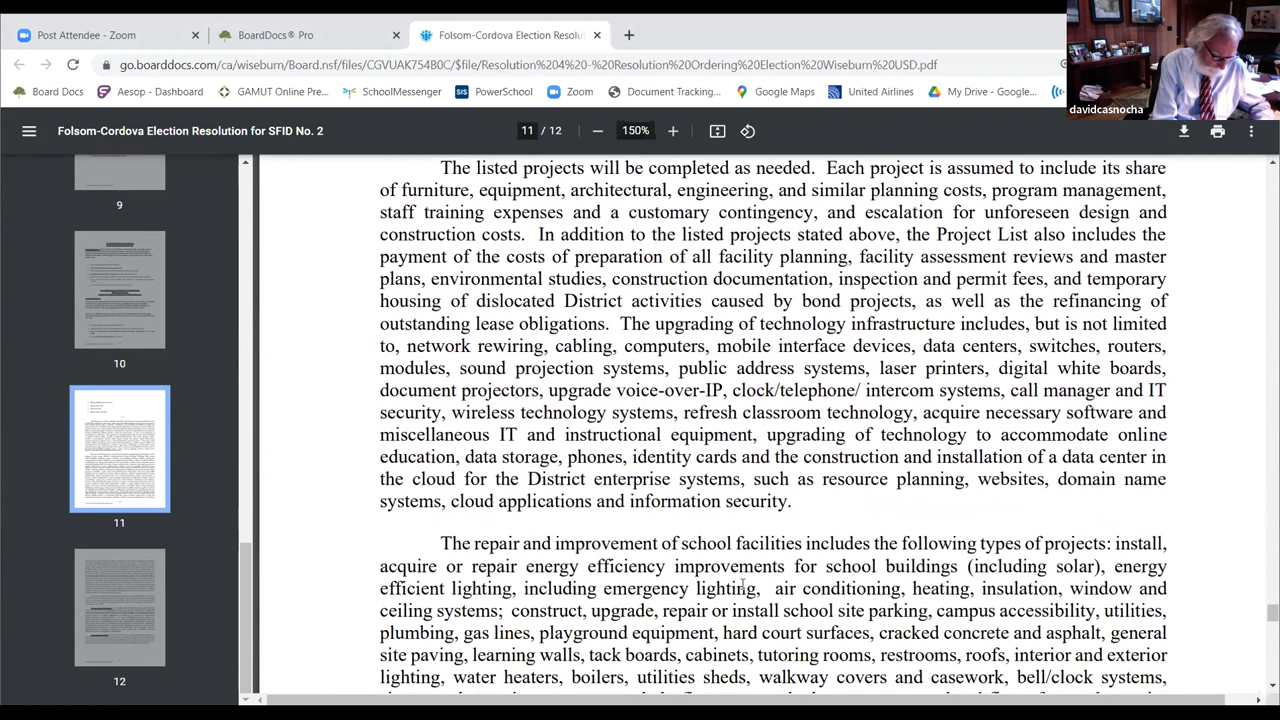 Post Attendee - Zoom
BoardDocs® Pro
Folsom-Cordova Election Resolu
go.boarddocs.com/ca/wiseburn/Board.nsf/files/CGVUAK754B0C/$file/Resolution%20%204%20-%20Resolution%20Ordering%20Election%20Wiseburn%20USD.pdf
Board Docs
Aesop - Dashboard
GAMUT Online Pre...
SchoolMessenger
SIS PowerSchool
Zoom
Document Tracking...
Google Maps
United Airlines
My Drive - Google...
davidcasnocha
Folsom-Cordova Election Resolution for SFID No. 2
11 / 12
150%
9
10
11
12
The listed projects will be completed as needed. Each project is assumed to include its share
of furniture, equipment, architectural, engineering, and similar planning costs, program management,
staff training expenses and a customary contingency, and escalation for unforeseen design and
construction costs. In addition to the listed projects stated above, the Project List also includes the
payment of the costs of preparation of all facility planning, facility assessment reviews and master
plans, environmental studies, construction documentation, inspection and permit fees, and temporary
housing of dislocated District activities caused by bond projects, as well as the refinancing of
outstanding lease obligations. The upgrading of technology infrastructure includes, but is not limited
to, network rewiring, cabling, computers, mobile interface devices, data centers, switches, routers,
modules, sound projection systems, public address systems, laser printers, digital white boards,
document projectors, upgrade voice-over-IP, clock/telephone/ intercom systems, call manager and IT
security, wireless technology systems, refresh classroom technology, acquire necessary software and
miscellaneous IT and instructional equipment, upgrading of technology to accommodate online
education, data storage, phones, identity cards and the construction and installation of a data center in
the cloud for the District enterprise systems, such as resource planning, websites, domain name
systems, cloud applications and information security.
The repair and improvement of school facilities includes the following types of projects: install,
acquire or repair energy efficiency improvements for school buildings (including solar), energy
efficient lighting, including emergency lighting, air conditioning, heating, insulation, window and
ceiling systems; construct, upgrade, repair or install school site parking, campus accessibility, utilities,
plumbing, gas lines, playground equipment, hard court surfaces, cracked concrete and asphalt, general
site paving, learning walls, tack boards, cabinets, tutoring rooms, restrooms, roofs, interior and exterior
lighting, water heaters, boilers, utilities sheds, walkway covers and casework, bell/clock systems,